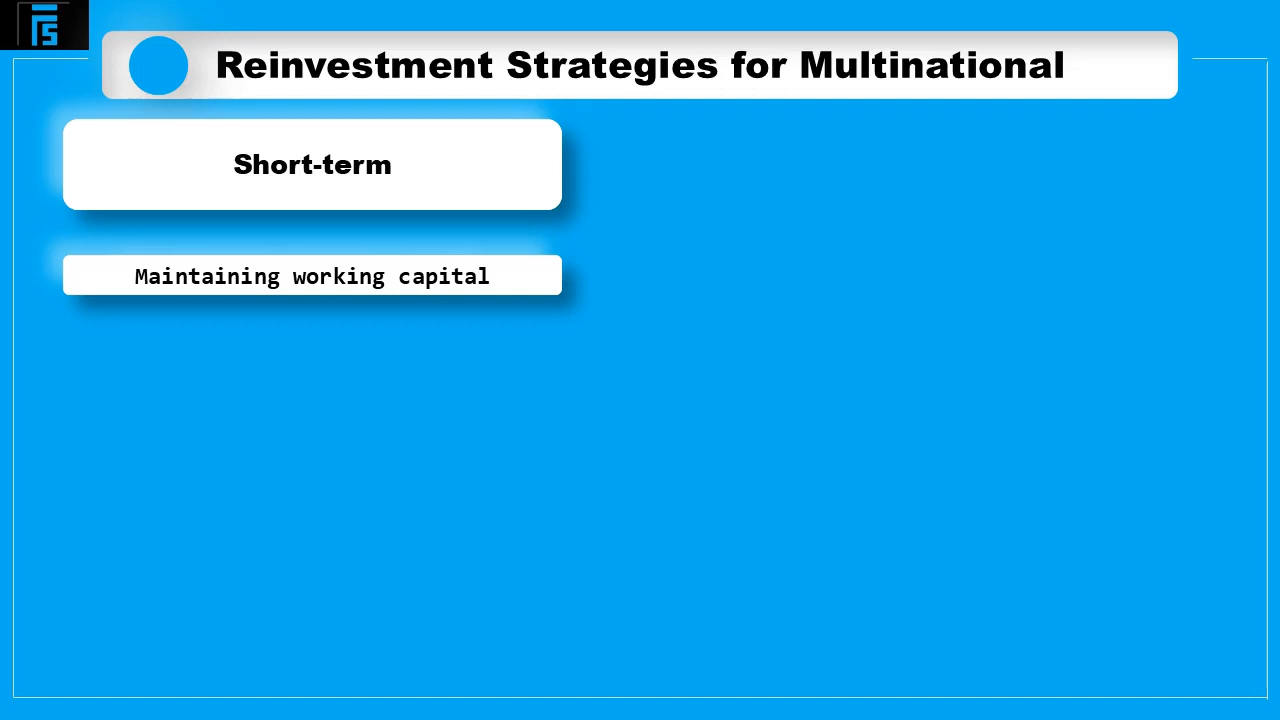 Reinvestment Strategies for Multinational
Short-term
Maintaining working capital